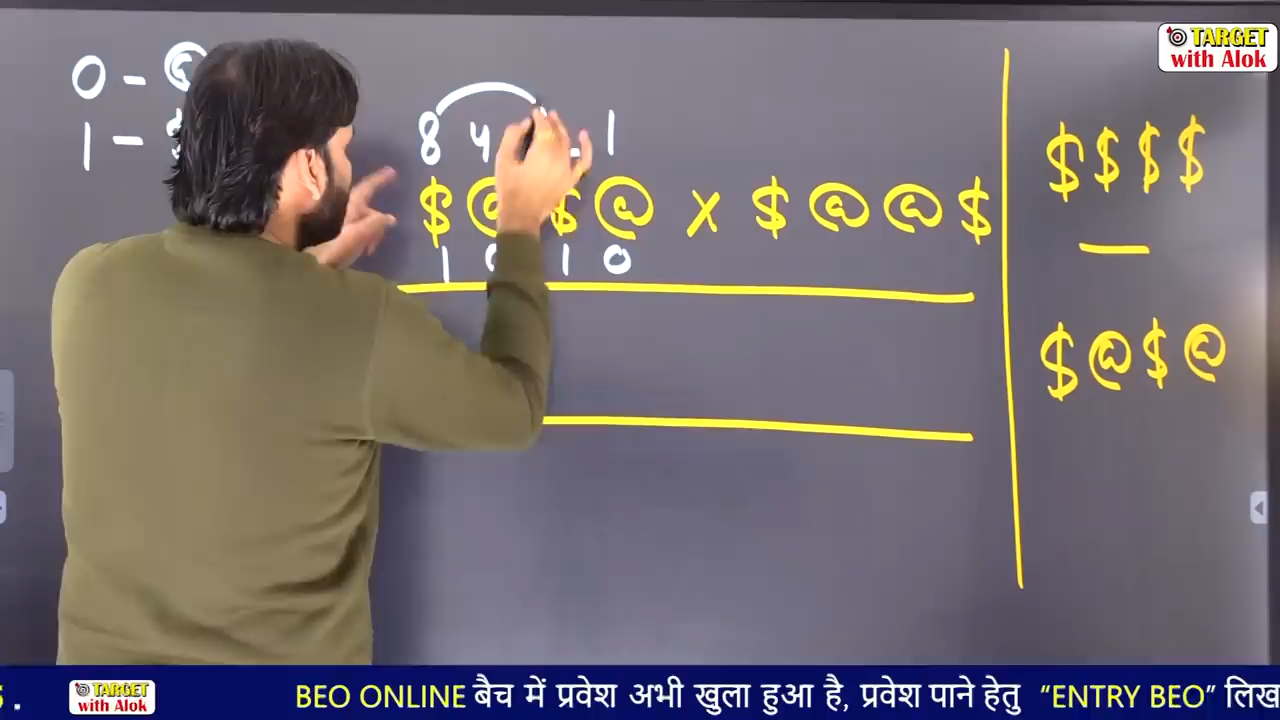 TARGET
with Alok
0 - @
1 -
8 4 1
$ @ $ @ x $ @ @ $
1 0 1 0
$ $ $ $
—
$ @ $ @
TARGET
with Alok
BEO ONLINE बैच में प्रवेश अभी खुला हुआ है, प्रवेश पाने हेतु “ENTRY BEO” लिख